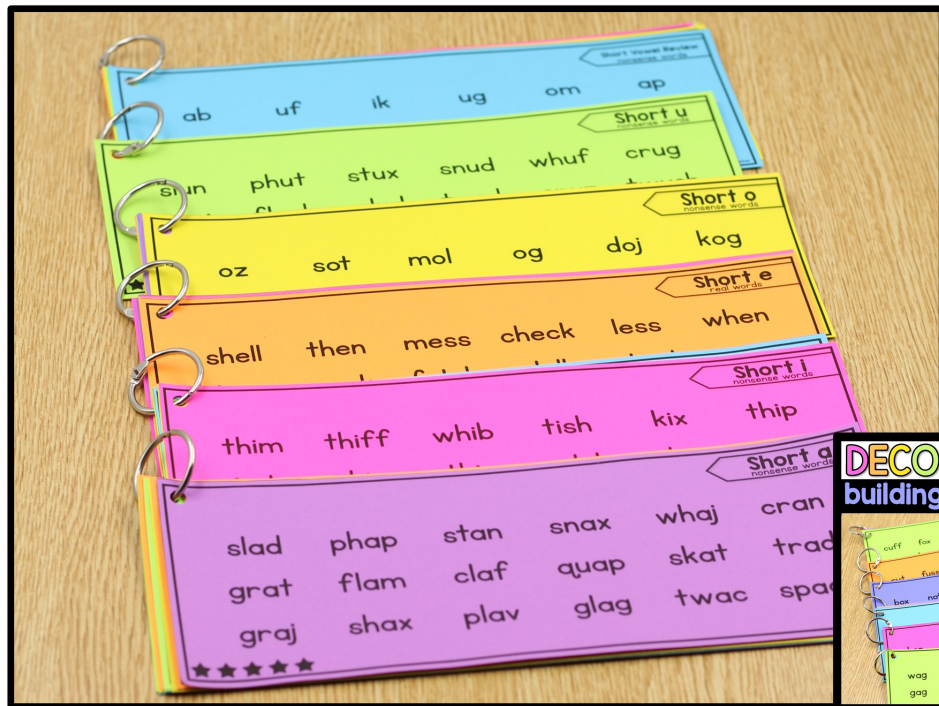 Short Vowel Review
nonsense words
ab uf ik ug om ap
Short u
nonsense words
slun phut stux snud whuf crug
Short o
nonsense words
oz sot mol og doj kog
Short e
real words
shell then mess check less when
Short i
nonsense words
thim thiff whib tish kix thip
Short a
nonsense words
slad phap stan snax whaj cran
grat flam claf quap skat trad
graj shax plav glag twac
DECO
building
cuff fox
fuss
box
wag
gag